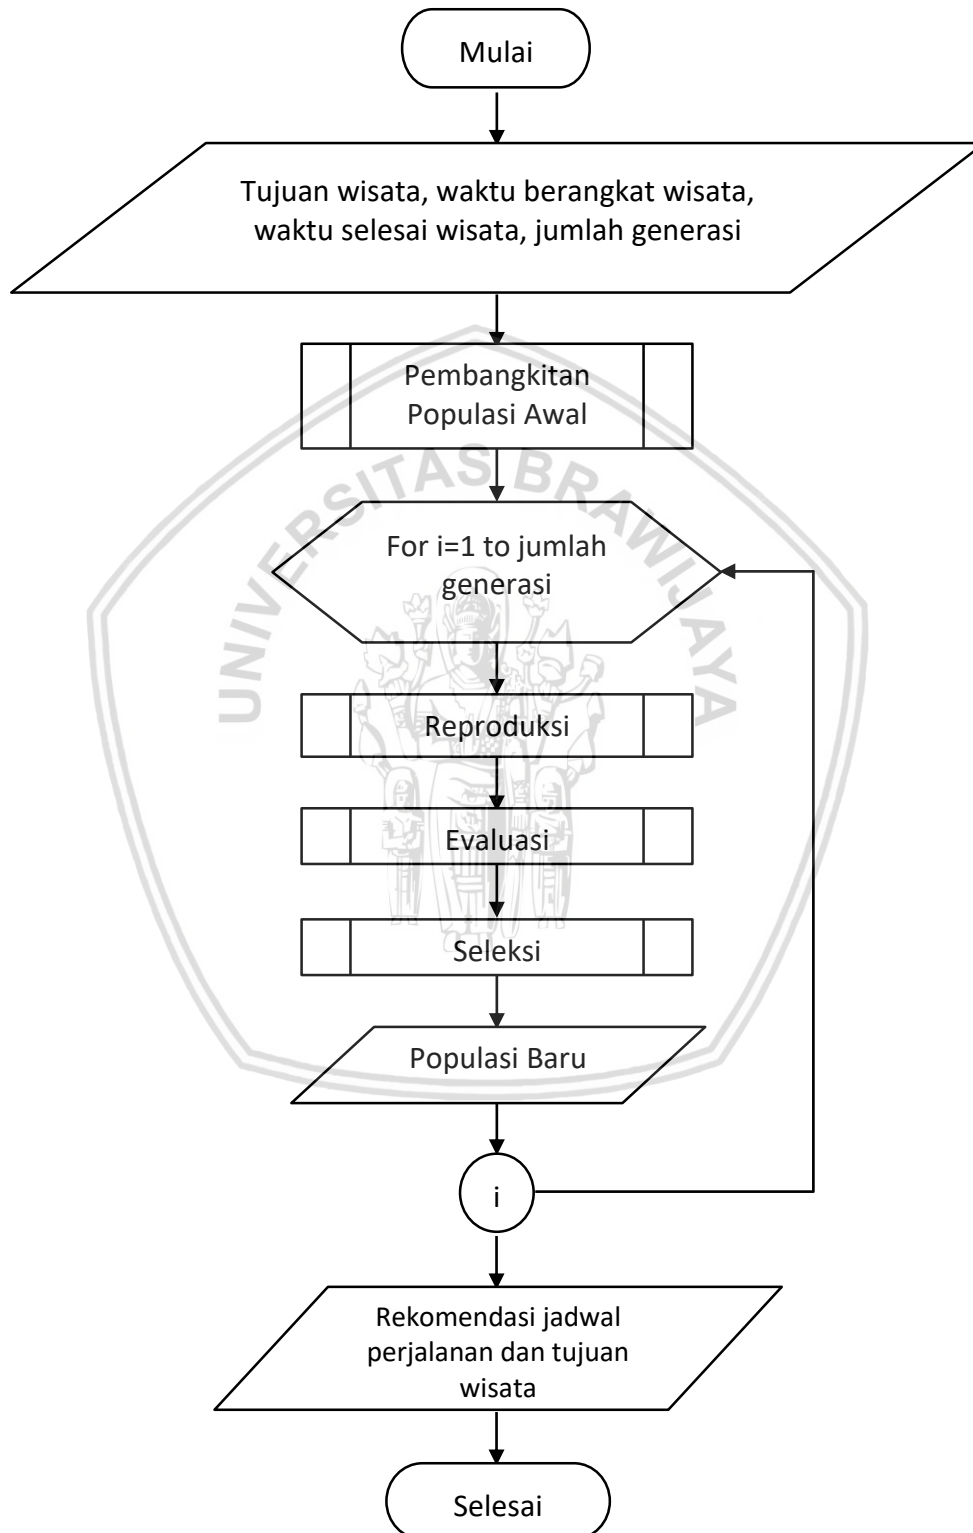 Mulai
Tujuan wisata, waktu berangkat wisata,
waktu selesai wisata, jumlah generasi
Pembangkitan
Populasi Awal
UNIVERSITAS BRAWIJAYA
For i=1 to jumlah
generasi
Reproduksi
Evaluasi
Seleksi
Populasi Baru
i
Rekomendasi jadwal
perjalanan dan tujuan
wisata
Selesai